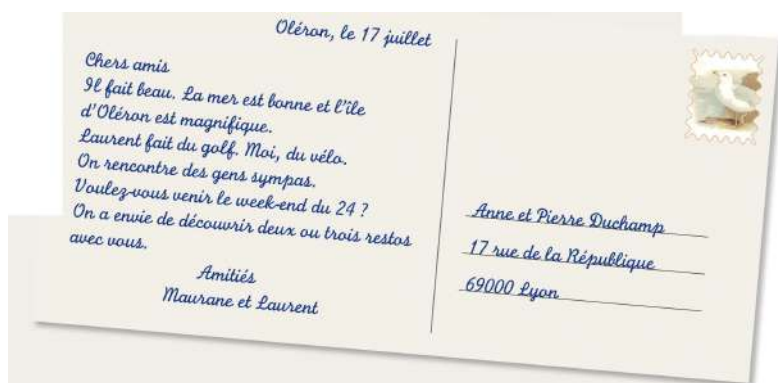 Oléron, le 17 juillet
Chers amis
Il fait beau. La mer est bonne et l'île
d'Oléron est magnifique.
Laurent fait du golf. Moi, du vélo.
On rencontre des gens sympas.
Voulez-vous venir le week-end du 24 ?
On a envie de découvrir deux ou trois restos
avec vous.
Amitiés
Maurane et Laurent
Anne et Pierre Duchamp
17 rue de la République
69000 Lyon